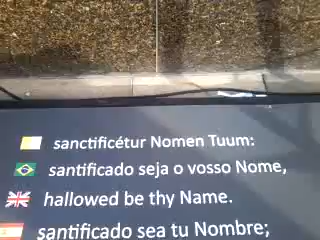 sanctificétur Nomen Tuum:
santificado seja o vosso Nome,
hallowed be thy Name.
santificado sea tu Nombre;